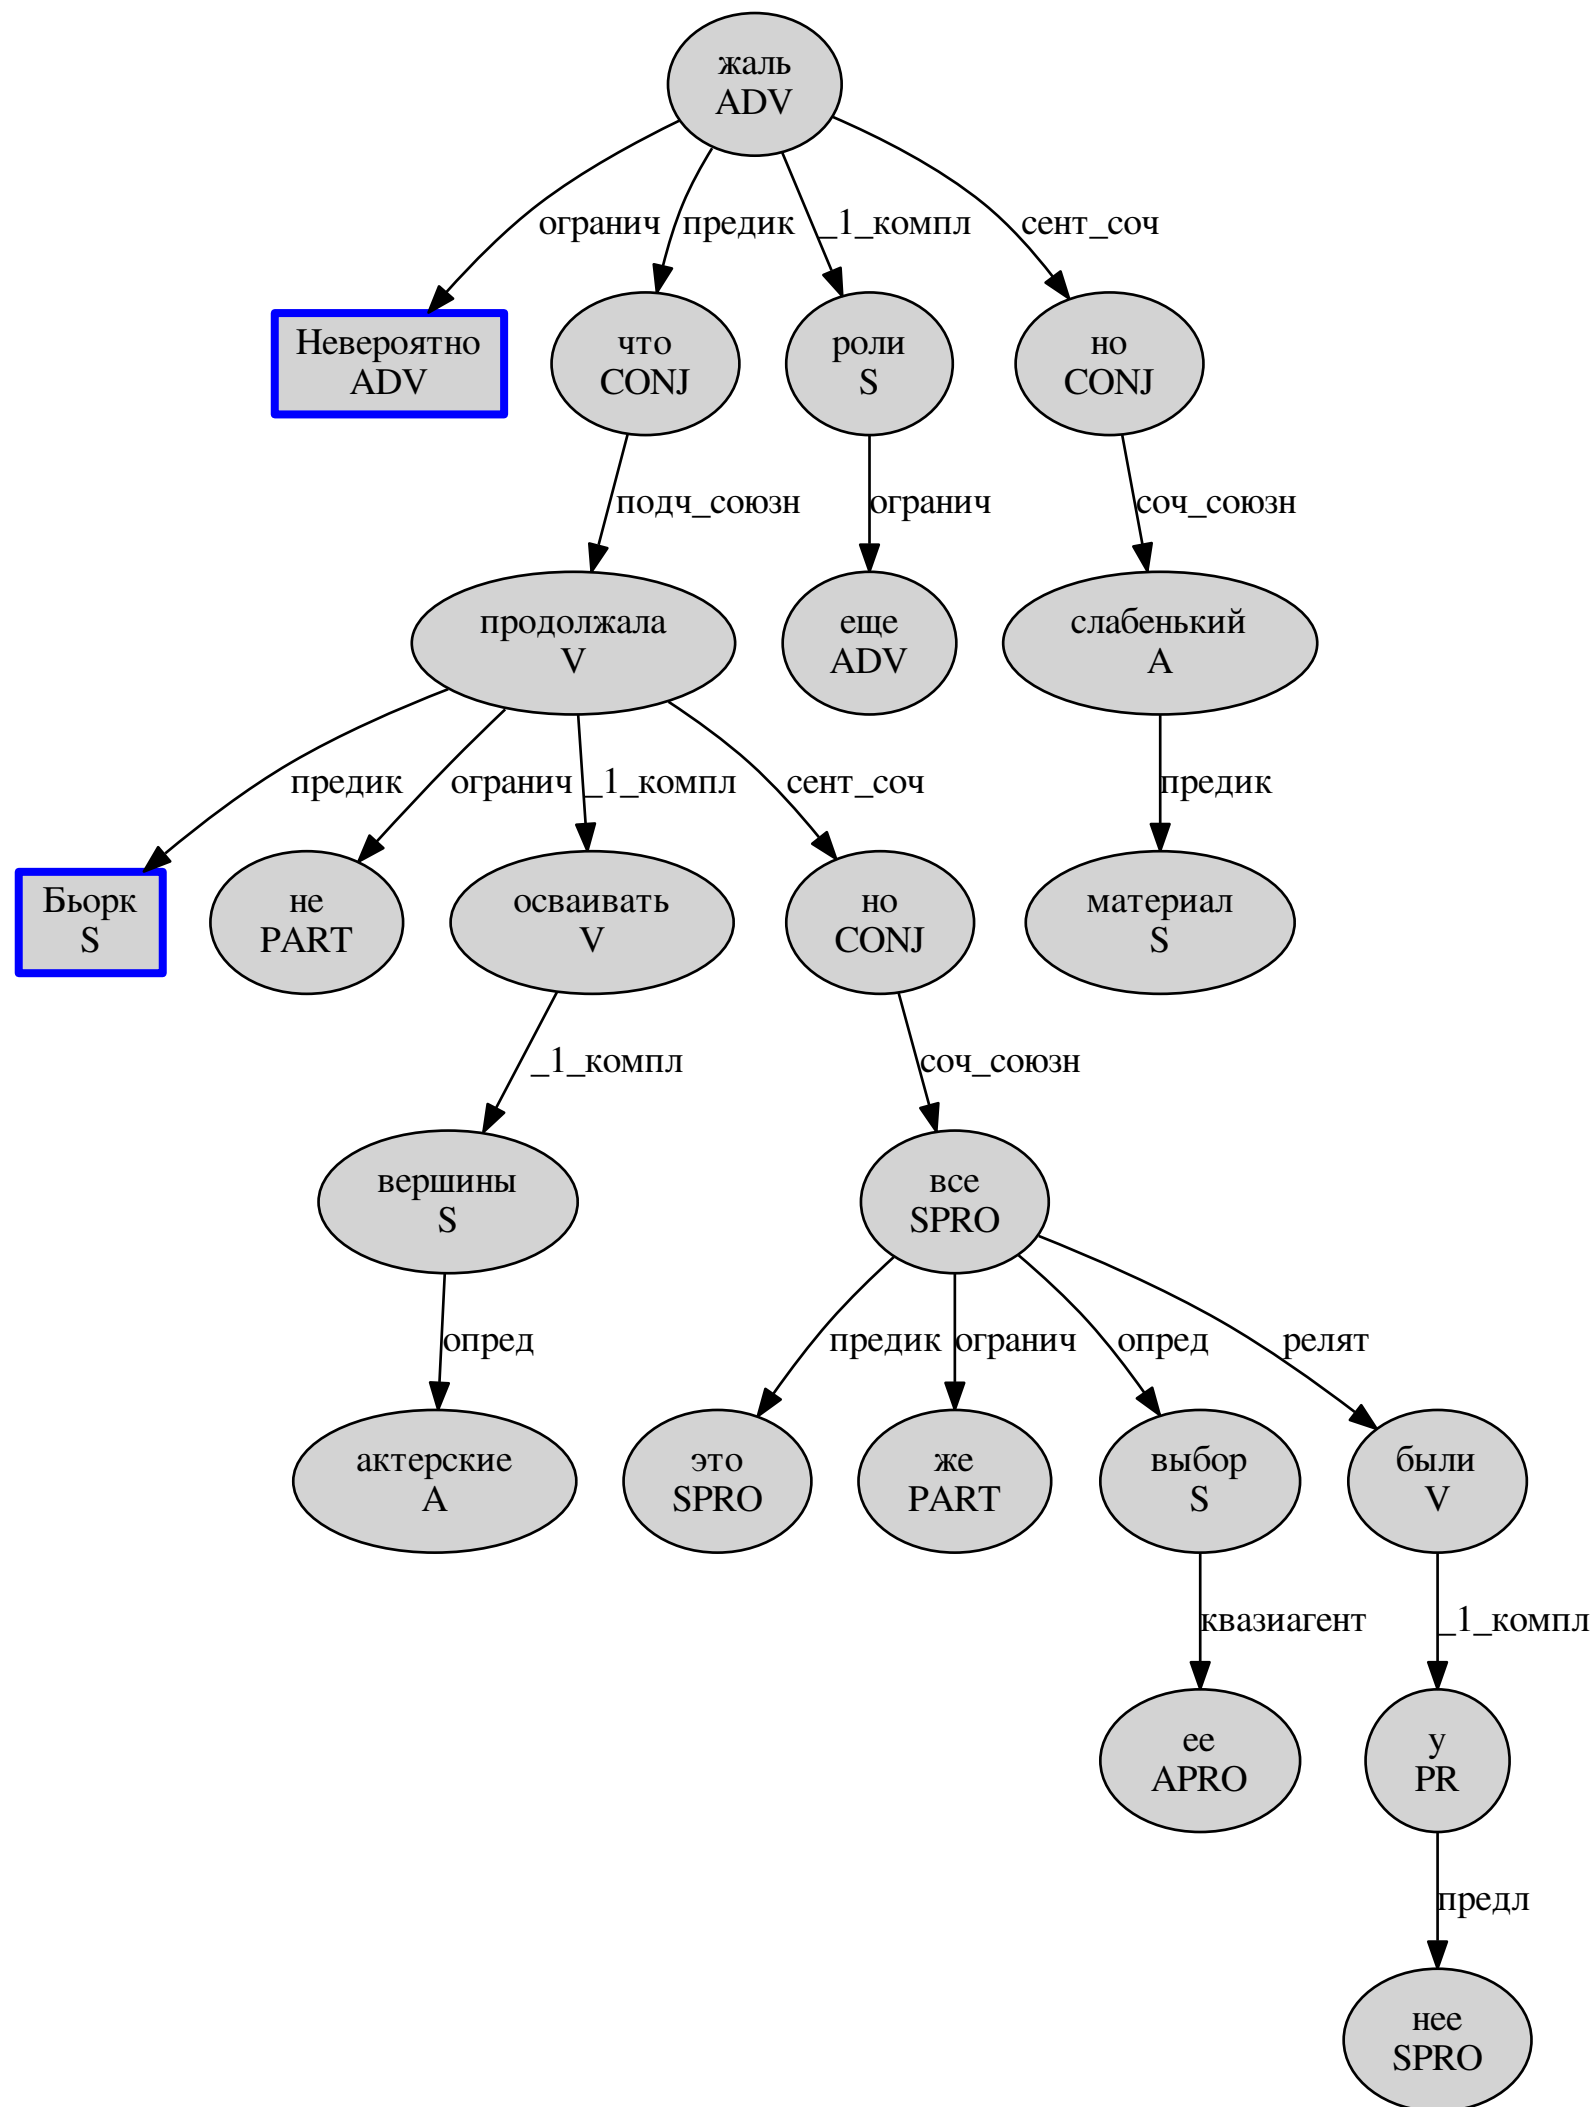 жаль
ADV
огранич
предик
_1_компл
сент_соч
Невероятно
ADV
что
CONJ
роли
S
но
CONJ
подч_союзн
огранич
соч_союзн
продолжала
V
еще
ADV
слабенький
A
предик
огранич
_1_компл
сент_соч
предик
Бьорк
S
не
PART
осваивать
V
но
CONJ
материал
S
_1_компл
соч_союзн
вершины
S
все
SPRO
опред
предик
огранич
опред
релят
актерские
A
это
SPRO
же
PART
выбор
S
были
V
квазиагент
_1_компл
ее
APRO
у
PR
предл
нее
SPRO